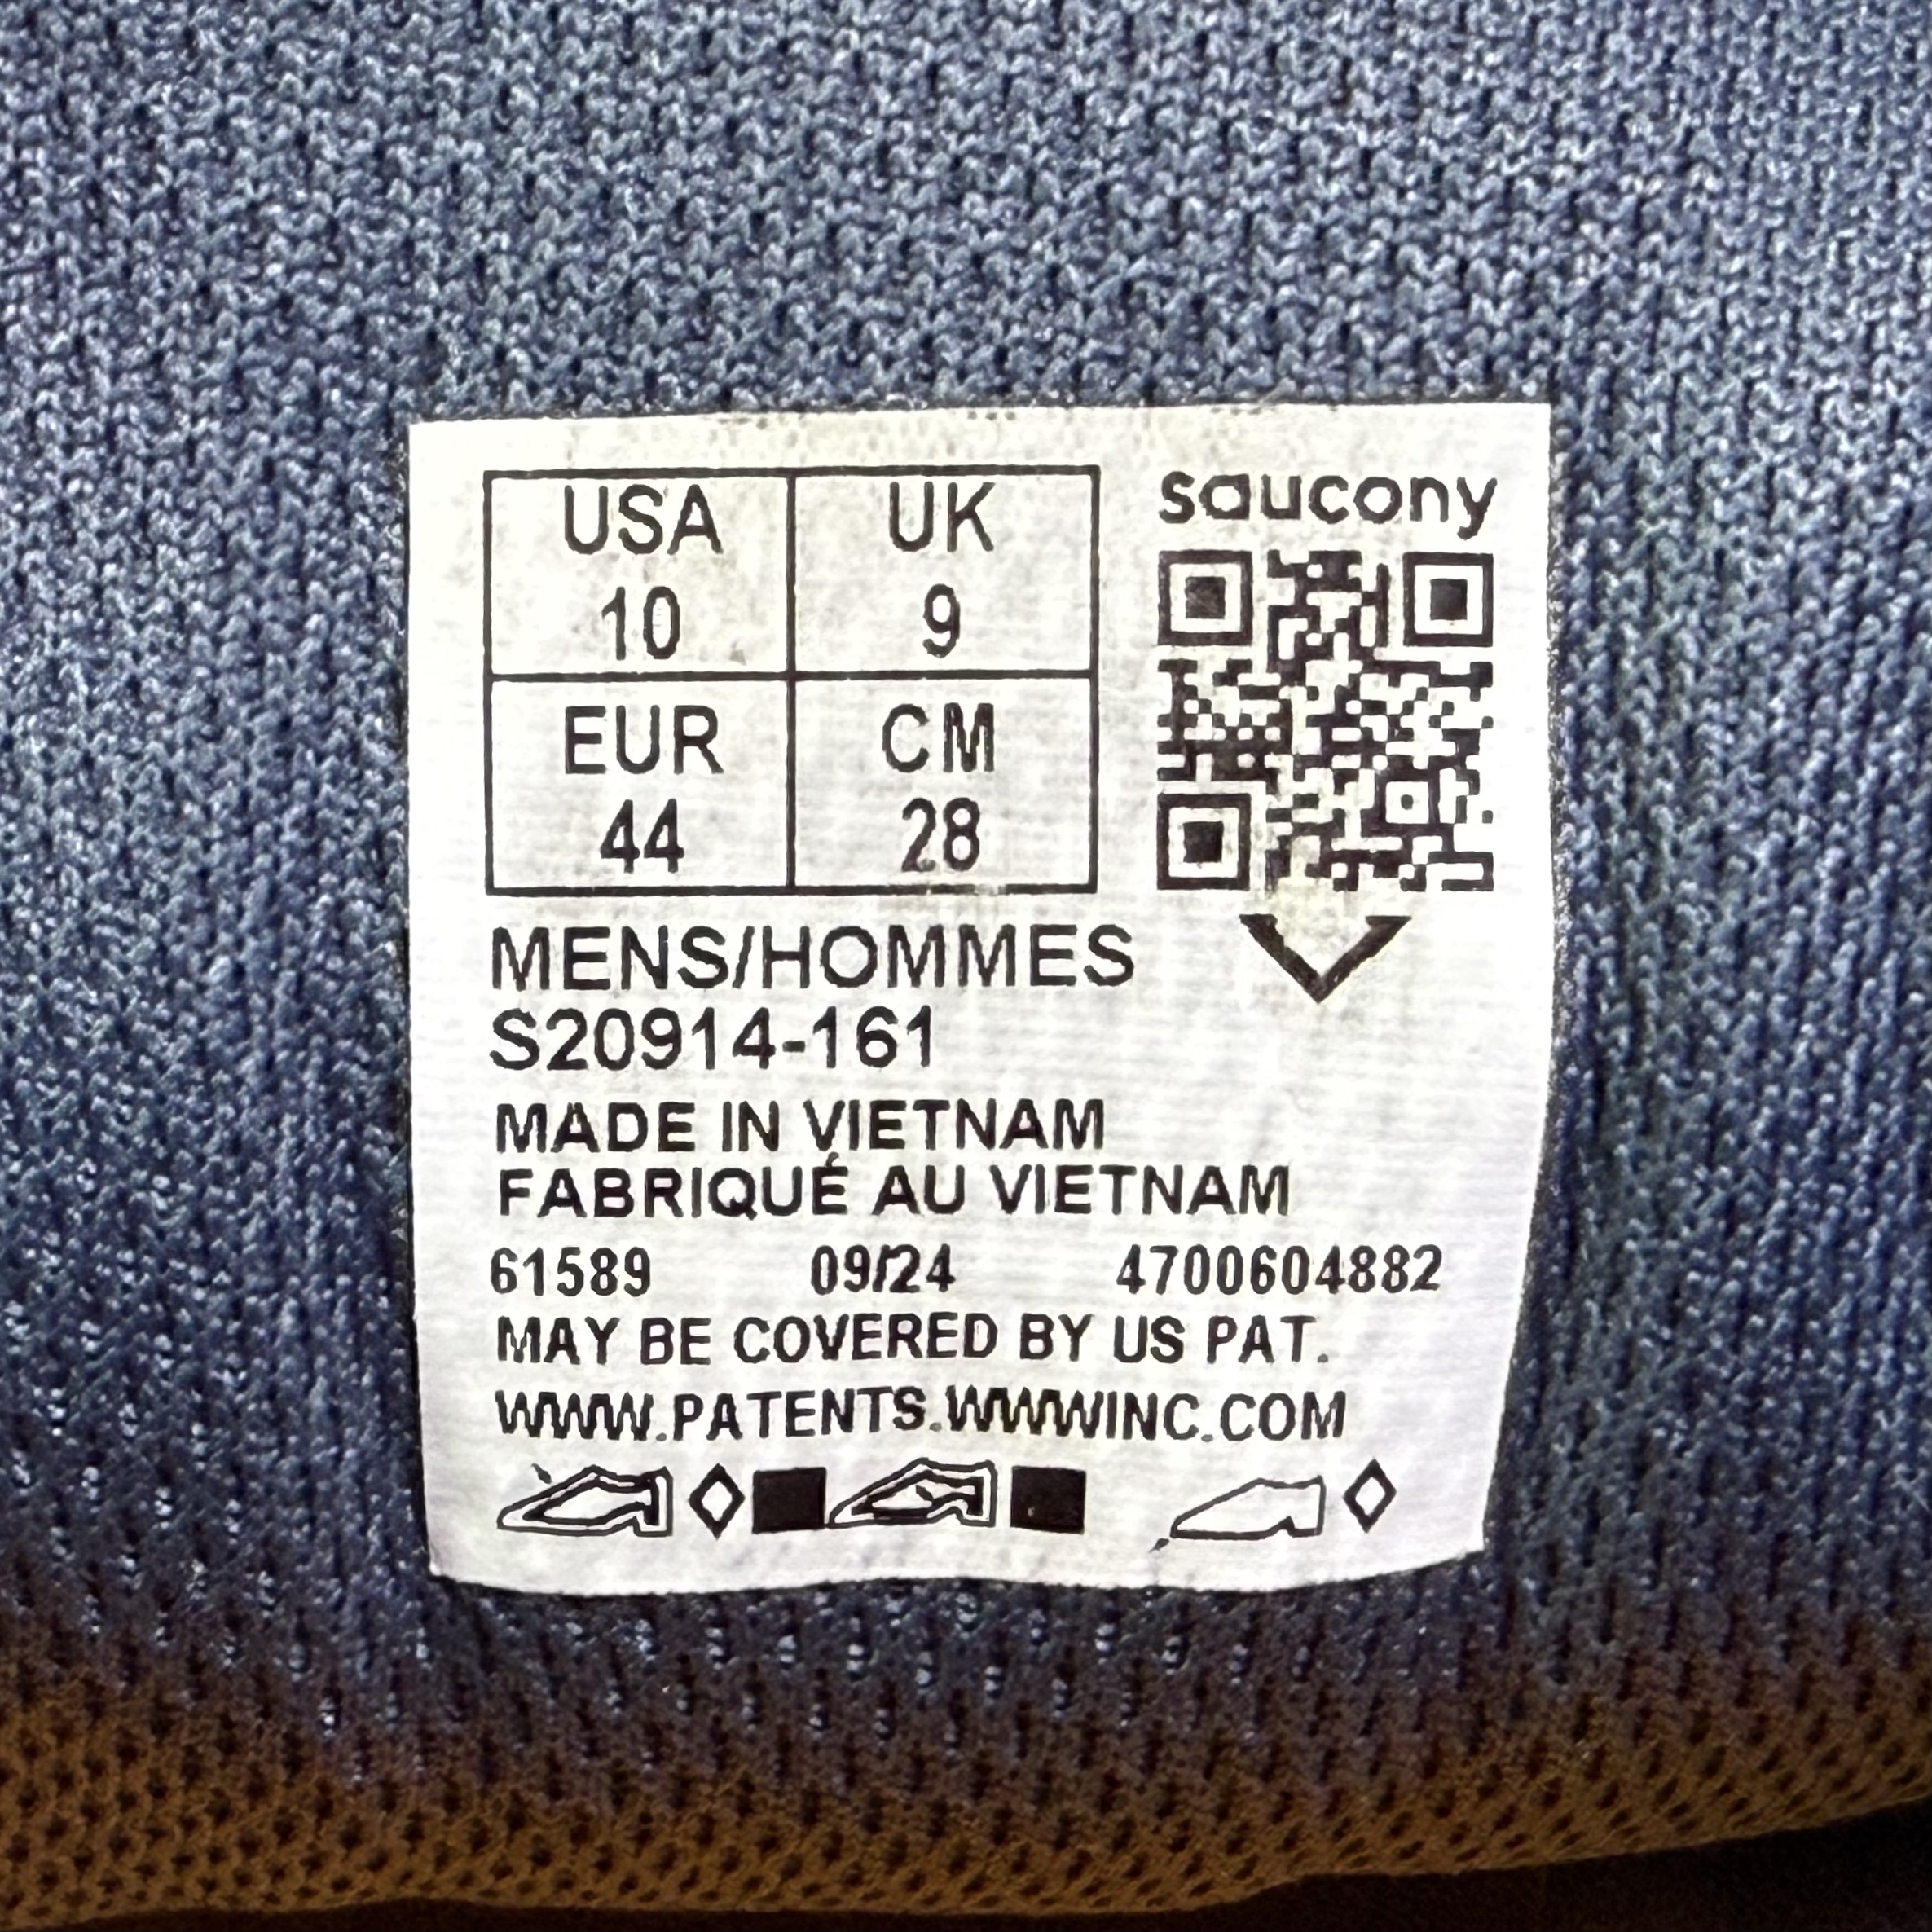 USA UK
10 9
EUR CM
44 28
saucony
MENS/HOMMES
S20914-161
MADE IN VIETNAM
FABRIQUÉ AU VIETNAM
61589 09/24 4700604882
MAY BE COVERED BY US PAT.
WWW.PATENTS.WWWINC.COM